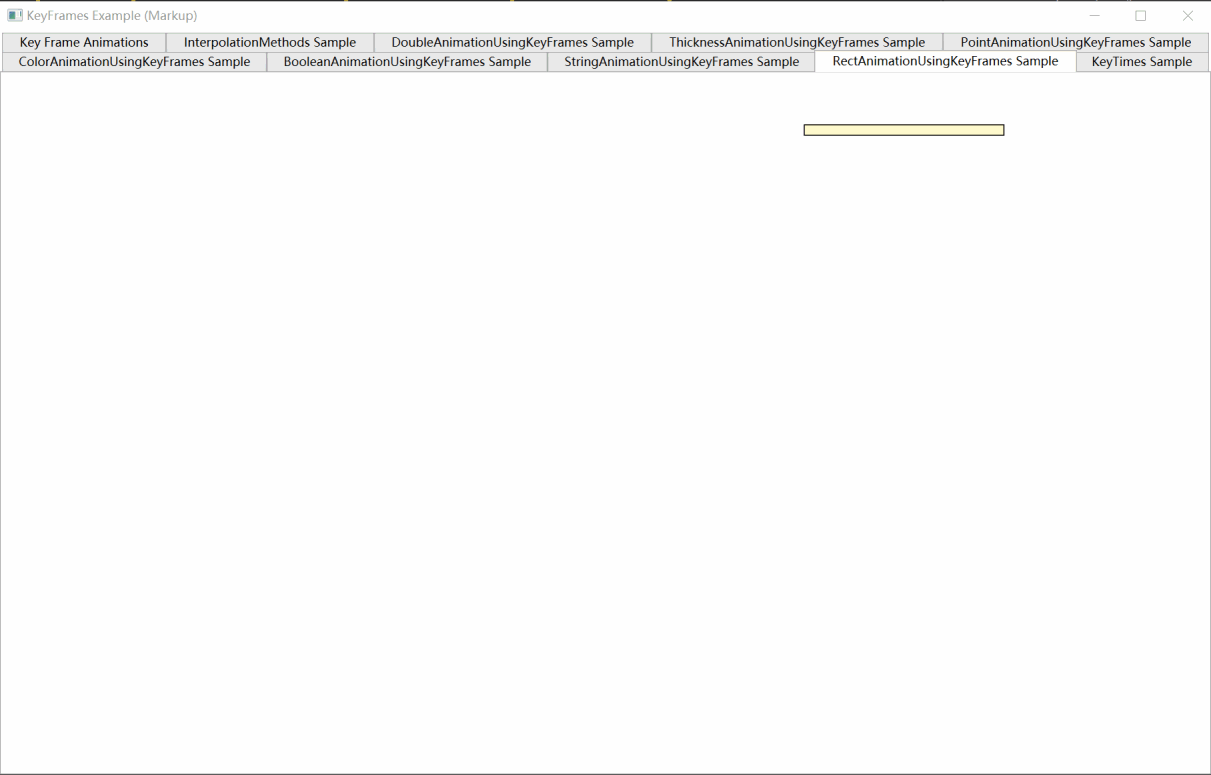 KeyFrames Example (Markup)
Key Frame Animations InterpolationMethods Sample DoubleAnimationUsingKeyFrames Sample ThicknessAnimationUsingKeyFrames Sample PointAnimationUsingKeyFrames Sample
ColorAnimationUsingKeyFrames Sample BooleanAnimationUsingKeyFrames Sample StringAnimationUsingKeyFrames Sample RectAnimationUsingKeyFrames Sample KeyTimes Sample